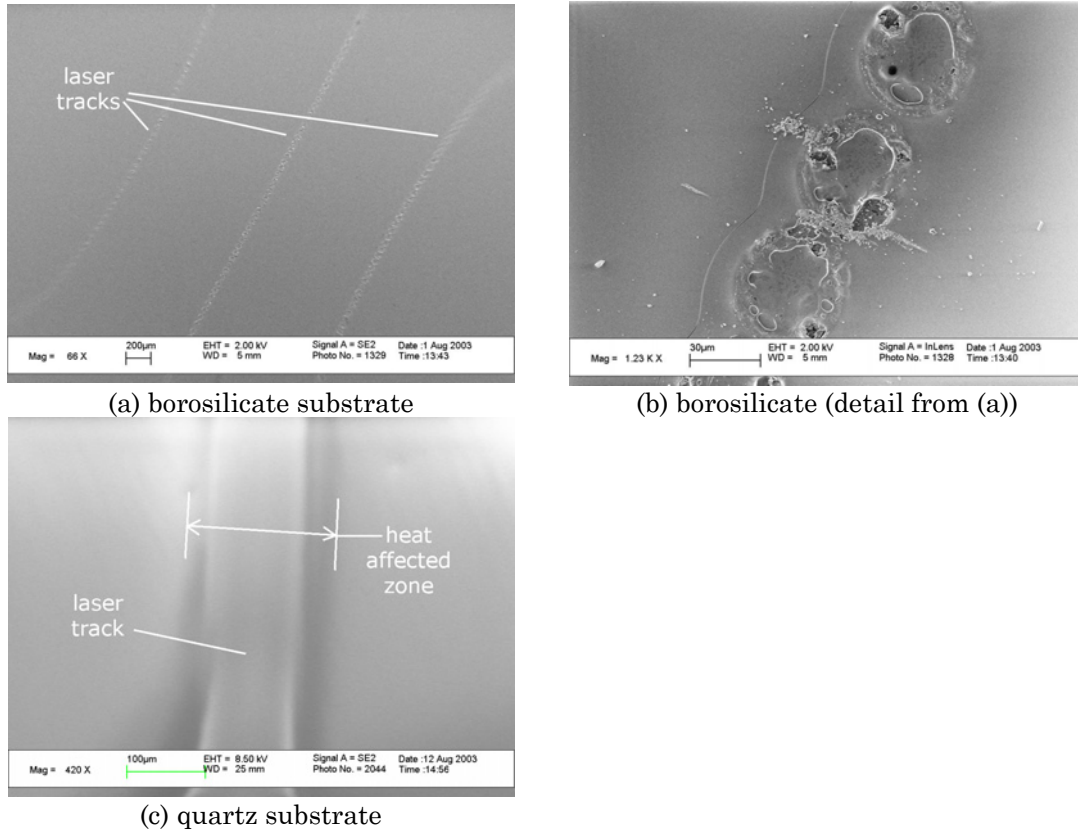 laser
tracks
Mag = 66 X
200µm
EHT = 2.00 kV
WD = 5 mm
Signal A = SE2
Photo No. = 1329
Date :1 Aug 2003
Time :13:43
(a) borosilicate substrate
Mag = 1.23 K X
30µm
EHT = 2.00 kV
WD = 5 mm
Signal A = InLens
Photo No. = 1328
Date :1 Aug 2003
Time :13:40
(b) borosilicate (detail from (a))
heat
affected
zone
laser
track
Mag = 420 X
100µm
EHT = 8.50 kV
WD = 25 mm
Signal A = SE2
Photo No. = 2044
Date :12 Aug 2003
Time :14:56
(c) quartz substrate